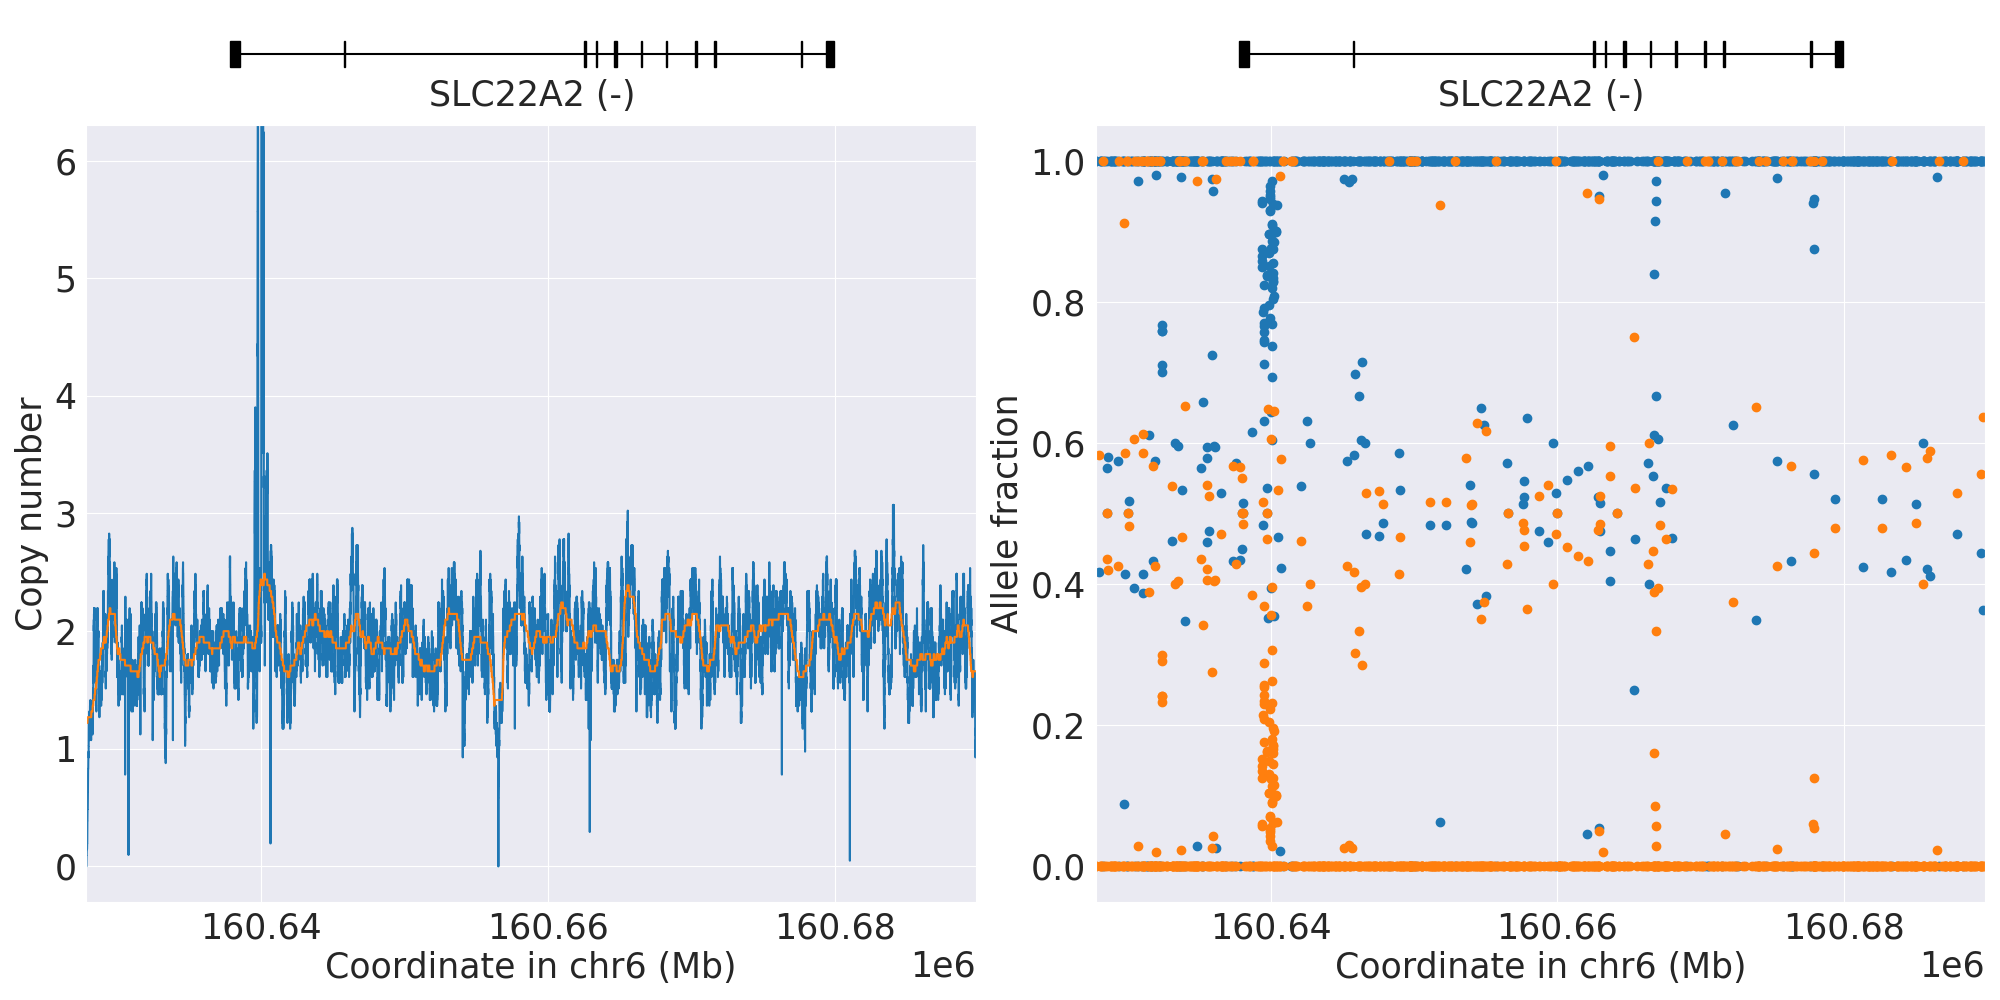 SLC22A2 (-)
6
5
4
3
2
1
0
Copy number
160.64
160.66
160.68
1e6
Coordinate in chr6 (Mb)
SLC22A2 (-)
1.0
0.8
0.6
0.4
0.2
0.0
Allele fraction
160.64
160.66
160.68
1e6
Coordinate in chr6 (Mb)